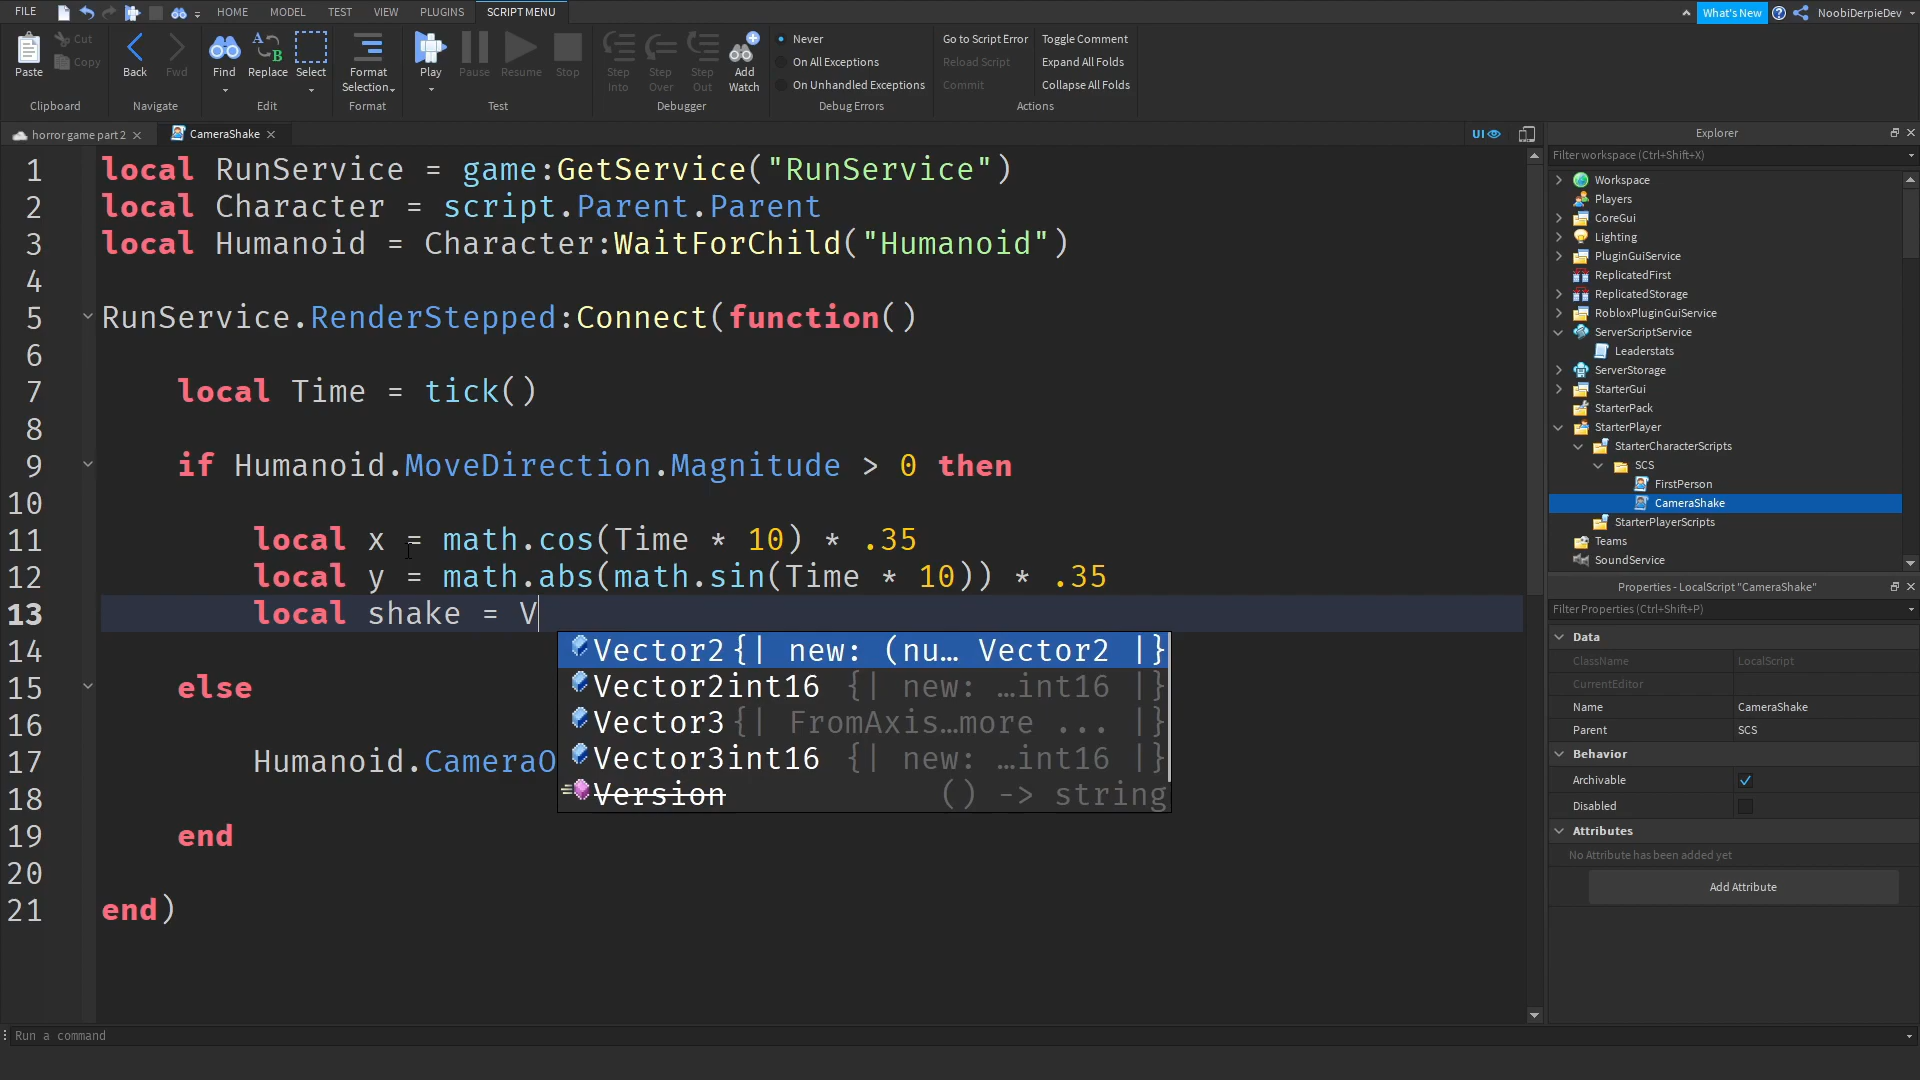 FILE HOME MODEL TEST VIEW PLUGINS SCRIPT MENU What's New NoobiDerpieDev
Paste Cut Copy Back Fwd Find Replace Select Format Selection Play Pause Resume Stop Step Into Step Over Step Out Add Watch
Never
On All Exceptions
On Unhandled Exceptions
Go to Script Error Toggle Comment
Reload Script Expand All Folds
Commit Collapse All Folds
Clipboard Navigate Edit Format Test Debugger Debug Errors Actions
horror game part 2 CameraShake UI
1 local RunService = game:GetService("RunService")
2 local Character = script.Parent.Parent
3 local Humanoid = Character:WaitForChild("Humanoid")
4
5 RunService.RenderStepped:Connect(function()
6
7 local Time = tick()
8
9 if Humanoid.MoveDirection.Magnitude > 0 then
10
11 local x = math.cos(Time * 10) * .35
12 local y = math.abs(math.sin(Time * 10)) * .35
13 local shake = V
14
15 else
16
17 Humanoid.CameraO
18
19 end
20
21 end)
Vector2 {| new: (nu… Vector2 |}
Vector2int16 {| new: …int16 |}
Vector3 {| FromAxis…more ... |}
Vector3int16 {| new: …int16 |}
Version () -> string
Explorer
Filter workspace (Ctrl+Shift+X)
Workspace
Players
CoreGui
Lighting
PluginGuiService
ReplicatedFirst
ReplicatedStorage
RobloxPluginGuiService
ServerScriptService
Leaderstats
ServerStorage
StarterGui
StarterPack
StarterPlayer
StarterCharacterScripts
SCS
FirstPerson
CameraShake
StarterPlayerScripts
Teams
SoundService
Properties - LocalScript "CameraShake"
Filter Properties (Ctrl+Shift+P)
Data
ClassName LocalScript
CurrentEditor
Name CameraShake
Parent SCS
Behavior
Archivable
Disabled
Attributes
No Attribute has been added yet
Add Attribute
Run a command